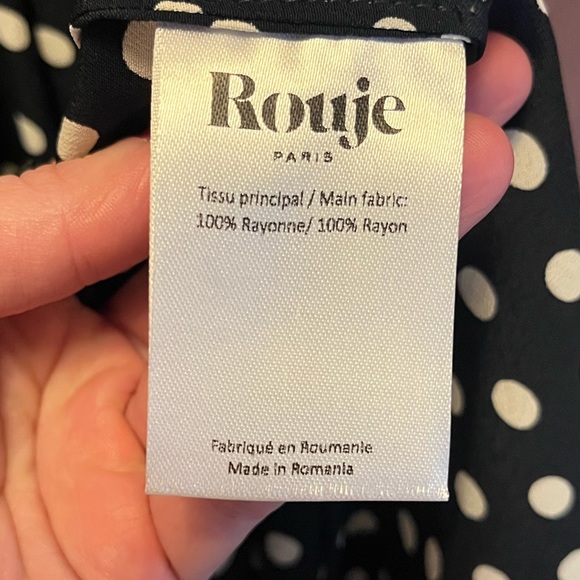 Rouje
PARIS
Tissu principal / Main fabric:
100% Rayonne/ 100% Rayon
Fabriqué en Roumanie
Made in Romania